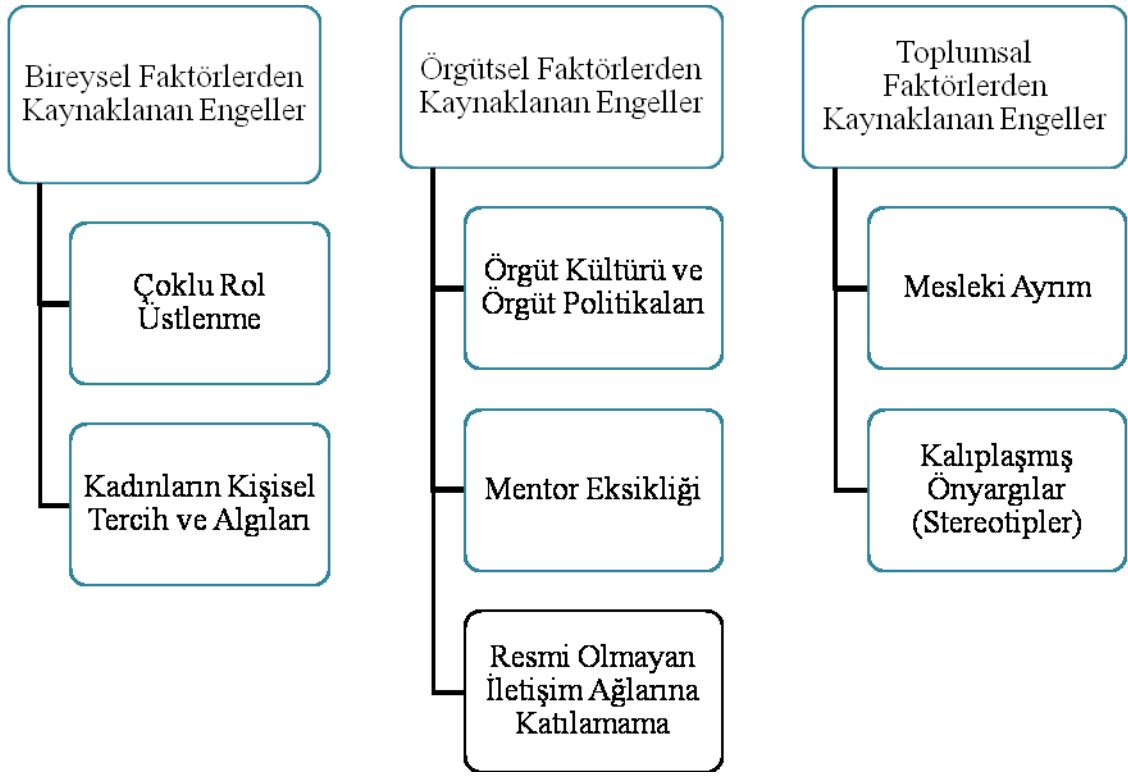 Bireysel Faktörlerden
Kaynaklanan Engeller
Çoklu Rol
Üstlenme
Kadınların Kişisel
Tercih ve Algıları
Örgütsel Faktörlerden
Kaynaklanan Engeller
Örgüt Kültürü ve
Örgüt Politikaları
Mentor Eksikliği
Resmi Olmayan
İletişim Ağlarına
Katılamama
Toplumsal
Faktörlerden
Kaynaklanan Engeller
Mesleki Ayrım
Kalıplaşmış
Önyargılar
(Stereotipler)